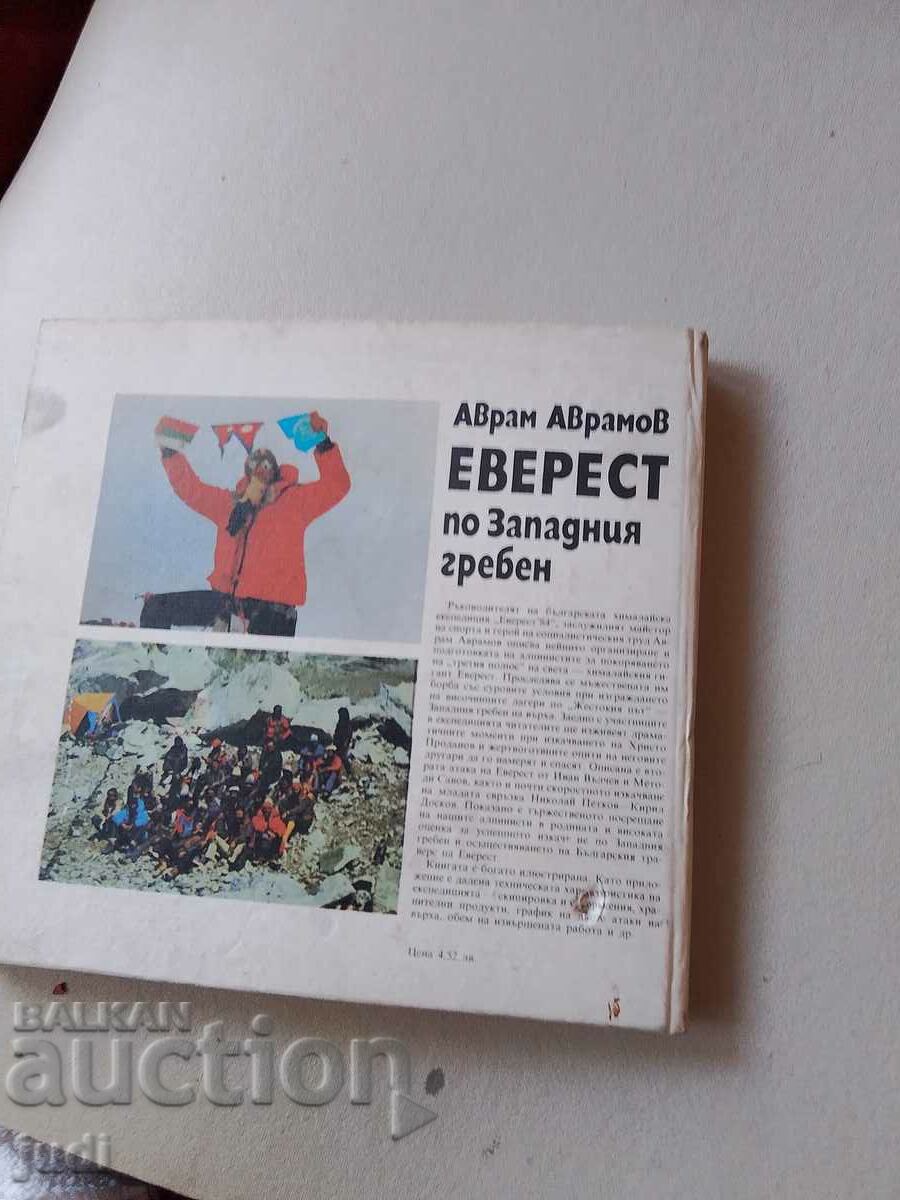 Аврам Аврамов
ЕВЕРЕСТ
по Западния
гребен
Ръководителят на българската хималайска
експедиция „Еверест'84", заслужилият майстор
на спорта и герой на социалистическия труд Ав
рам Аврамов описва нейното организиране и
подготовката на алпинистите за покоряването
на „третия полюс" на света — хималайския ги
гант Еверест. Проследява се мъжествената им
борба със суровите условия при изграждането
на височинните лагери по „Жестокия път" —
Западния гребен на върха. Заедно с участниците
в експедицията читателите ще изживеят драма
тичните моменти при изкачването на Христо
Проданов и жертвоготовните опити на неговите
другари да го намерят и спасят. Описана е вто
рата атака на Еверест от Иван Вълчев и Мето
ди Савов, както и почти скоростното изкачване
на младата свръзка Николай Петков Кирил
Досков. Показано е тържественото посрещане
на нашите алпинисти в родината и високата
оценка за успешното изкач не по Западния
гребен и осъществяването на Българския тра
верс на Еверест.
Книгата е богато илюстрирана. Като прило
жение е дадена техническата характеристика на
експедицията (екипировка и жения, хра
нителни продукти, график на атаки на
върха, обем на извършената работа и др.
Цена 4,52 лв.
BALKAN
auction
judi